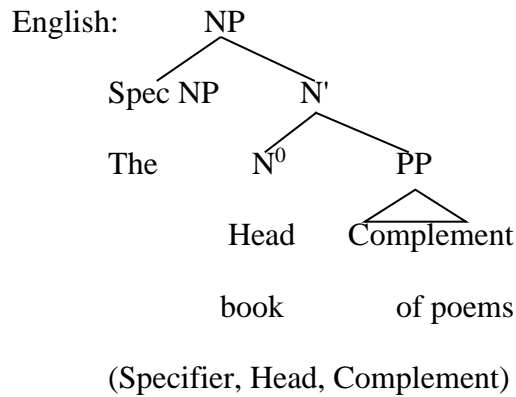 English: NP
Spec NP N'
The N⁰ PP
Head Complement
book of poems
(Specifier, Head, Complement)